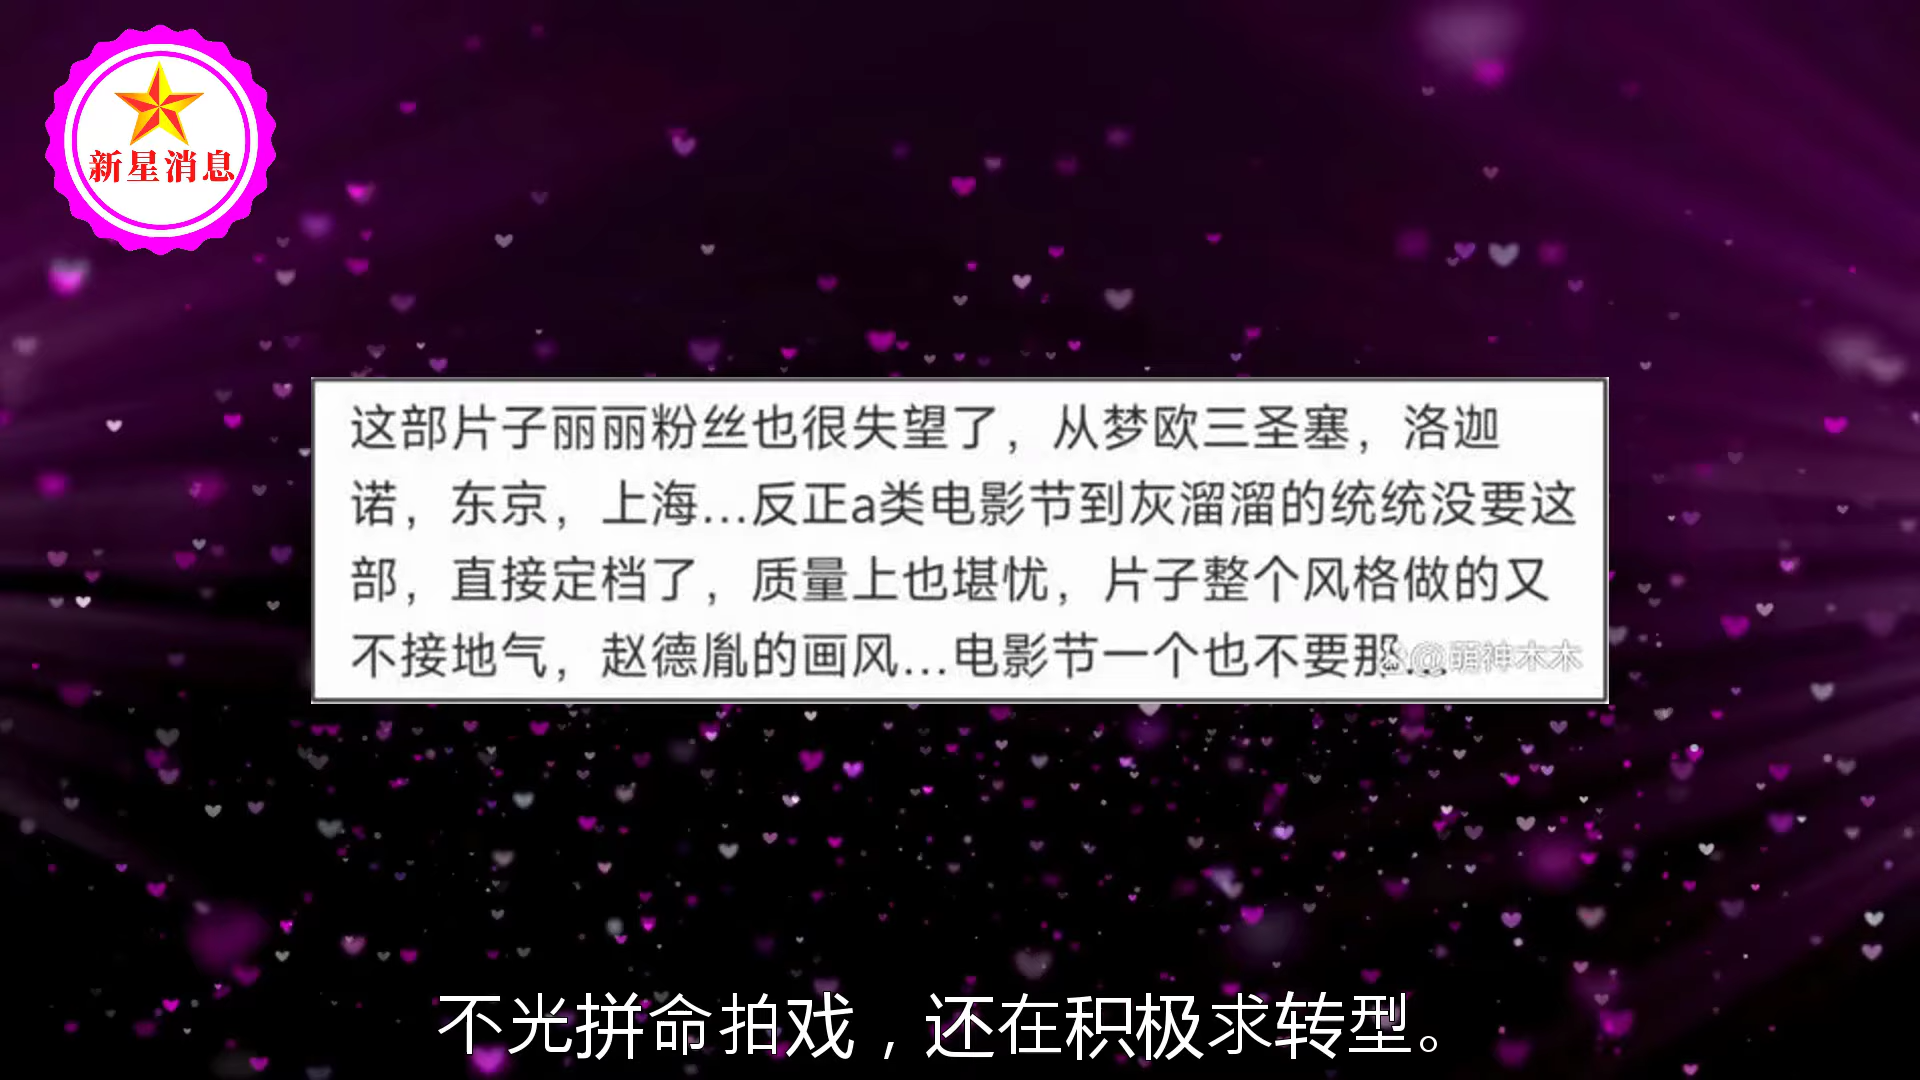 新星消息
这部片子丽丽粉丝也很失望了，从梦欧三圣塞，洛迦
诺，东京，上海...反正a类电影节到灰溜溜的统统没要这
部，直接定档了，质量上也堪忧，片子整个风格做的又
不接地气，赵德胤的画风...电影节一个也不要那...
@萌神木木
不光拼命拍戏，还在积极求转型。